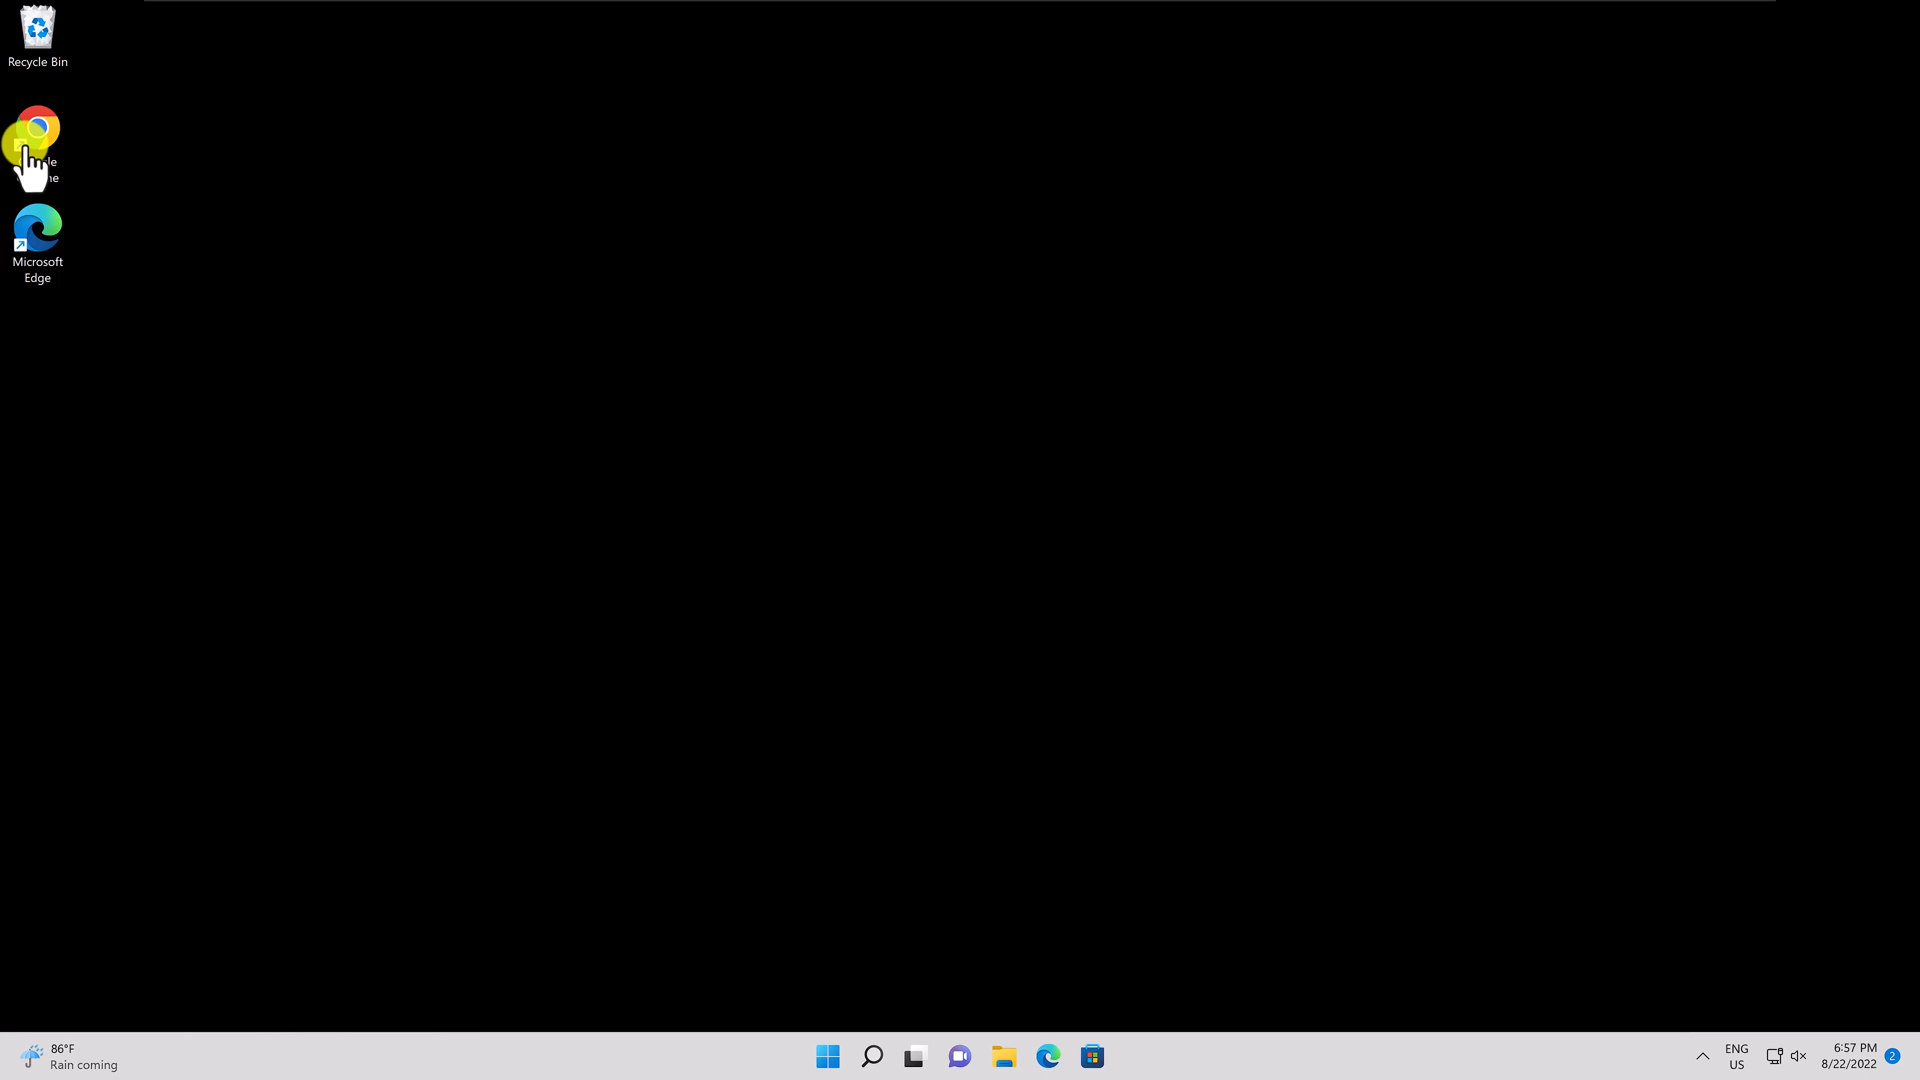 Recycle Bin
Microsoft
Edge
86°F
Rain coming
ENG
US
6:57 PM
8/22/2022
2